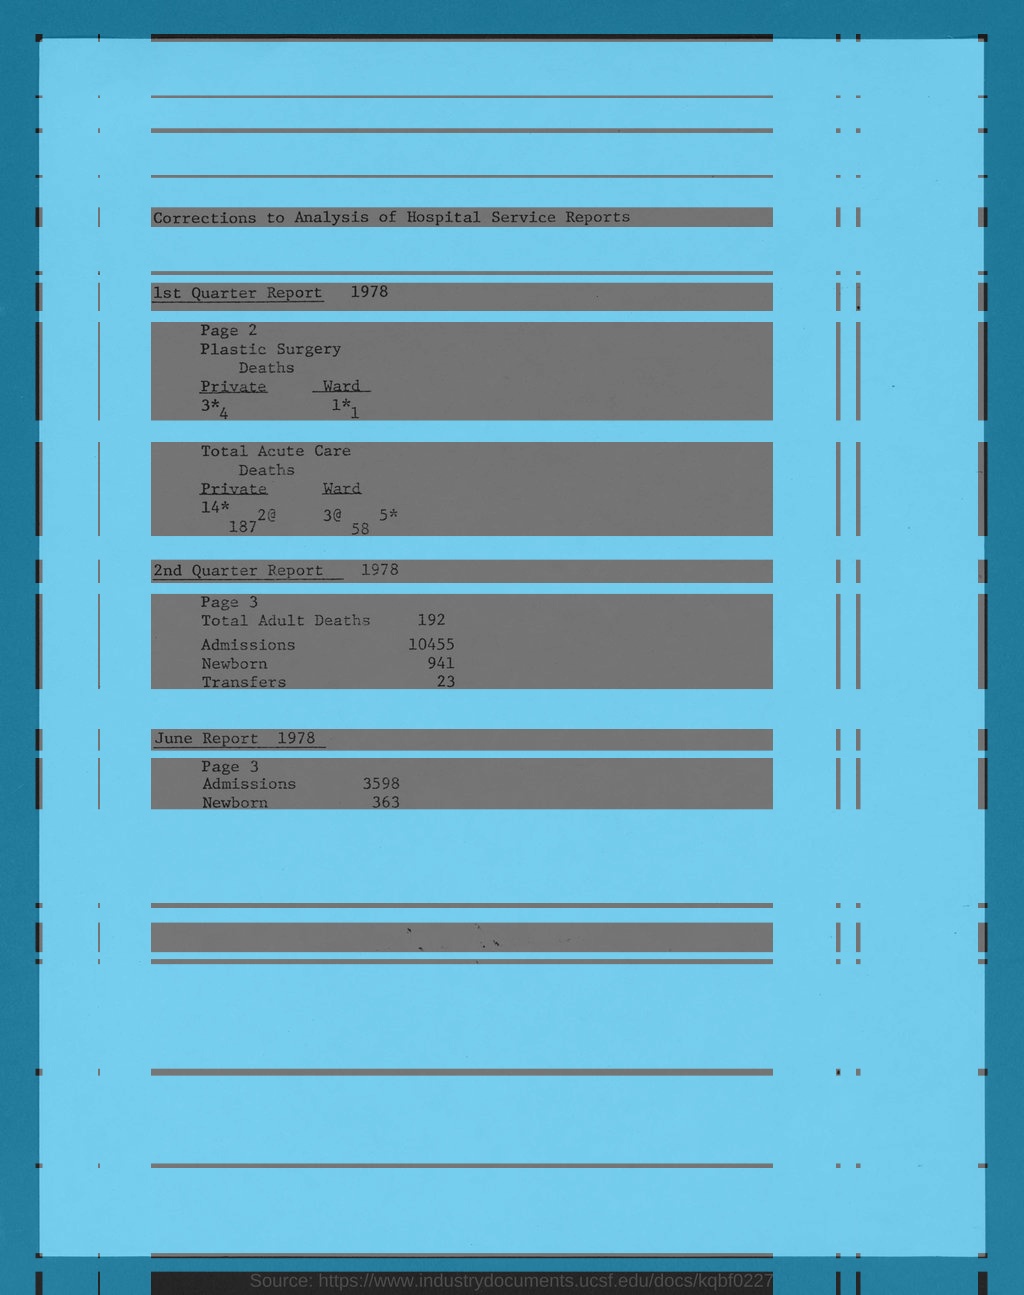 Corrections to Analysis of Hospital Service Reports
1st Quarter Report 1978
Page 2
Plastic Surgery
Deaths
Private Ward
3*4 1*1
Total Acute Care
Deaths
Private Ward
14* 2@ 3@ 5*
187 58
2nd Quarter Report 1978
Page 3
Total Adult Deaths 192
Admissions 10455
Newborn 941
Transfers 23
June Report 1978
Page 3
Admissions 3598
Newborn 363
Source: https://www.industrydocuments.ucsf.edu/docs/kqbf0227